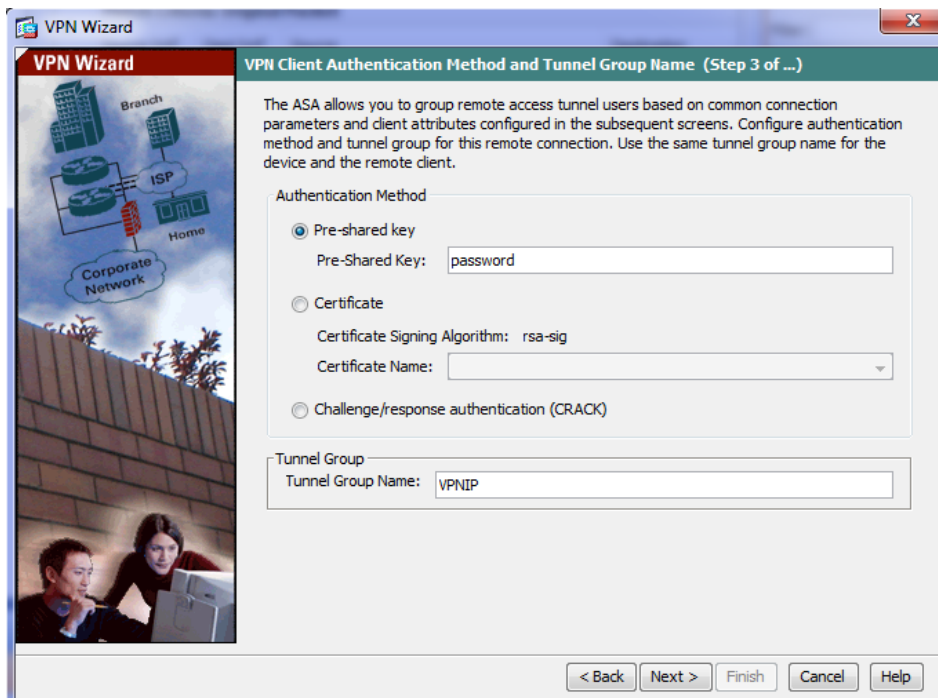 VPN Wizard
VPN Wizard
Branch
ISP
Home
Corporate
Network
VPN Client Authentication Method and Tunnel Group Name (Step 3 of ...)
The ASA allows you to group remote access tunnel users based on common connection
parameters and client attributes configured in the subsequent screens. Configure authentication
method and tunnel group for this remote connection. Use the same tunnel group name for the
device and the remote client.
Authentication Method
Pre-shared key
Pre-Shared Key: password
Certificate
Certificate Signing Algorithm: rsa-sig
Certificate Name:
Challenge/response authentication (CRACK)
Tunnel Group
Tunnel Group Name: VPNIP
< Back Next > Finish Cancel Help